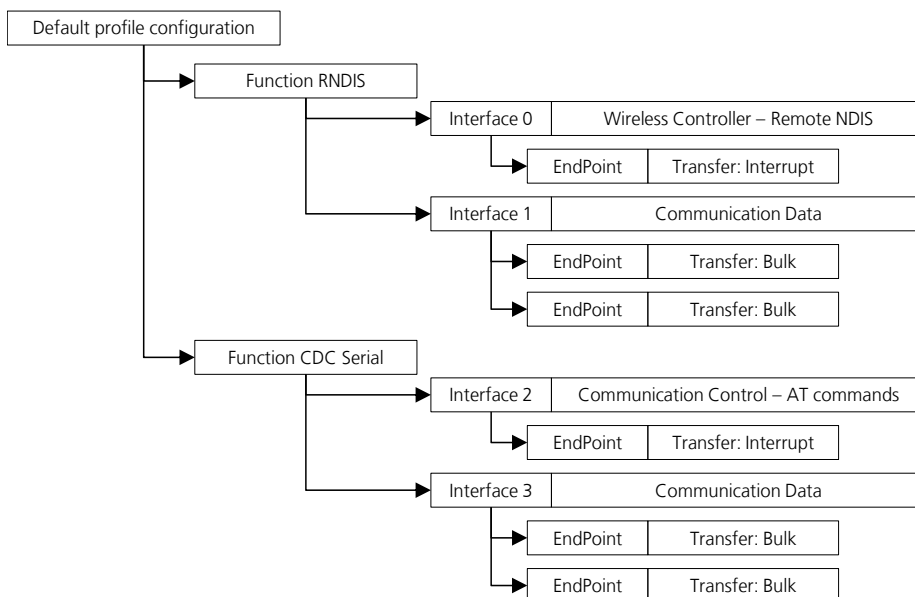 Default profile configuration
Function RNDIS
Interface 0 Wireless Controller – Remote NDIS
EndPoint Transfer: Interrupt
Interface 1 Communication Data
EndPoint Transfer: Bulk
EndPoint Transfer: Bulk
Function CDC Serial
Interface 2 Communication Control – AT commands
EndPoint Transfer: Interrupt
Interface 3 Communication Data
EndPoint Transfer: Bulk
EndPoint Transfer: Bulk